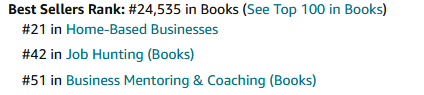 Best Sellers Rank: #24,535 in Books (See Top 100 in Books)
#21 in Home-Based Businesses
#42 in Job Hunting (Books)
#51 in Business Mentoring & Coaching (Books)